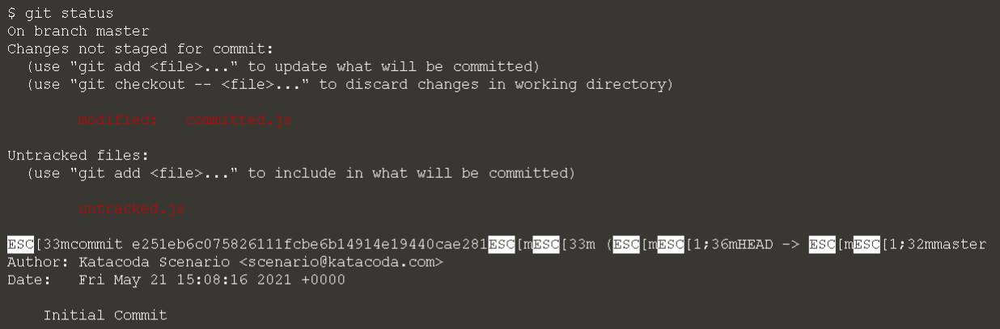 $ git status
On branch master
Changes not staged for commit:
  (use "git add <file>..." to update what will be committed)
  (use "git checkout -- <file>..." to discard changes in working directory)
        modified:   committed.js
Untracked files:
  (use "git add <file>..." to include in what will be committed)
        untracked.js
ESC[33mcommit e251eb6c075826111fcbe6b14914e19440cae281ESC[mESC[33m (ESC[mESC[1;36mHEAD -> ESC[mESC[1;32mmaster
Author: Katacoda Scenario <scenario@katacoda.com>
Date:   Fri May 21 15:08:16 2021 +0000
    Initial Commit